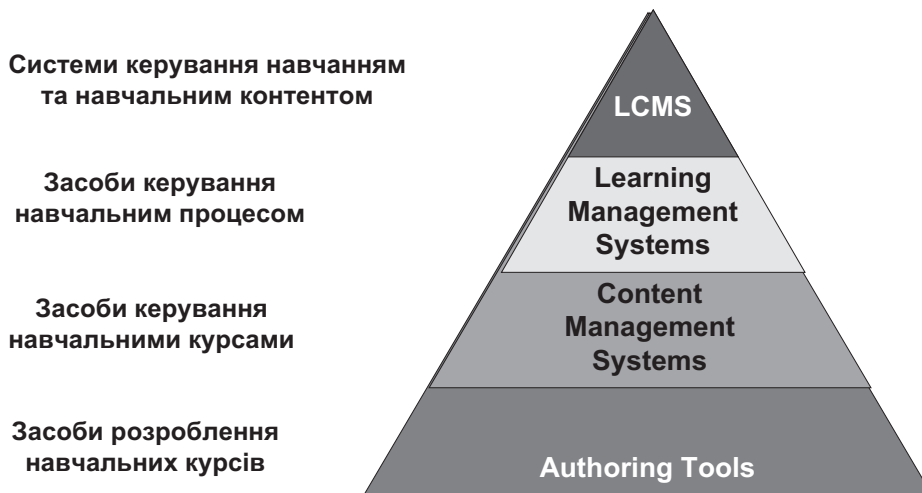 Системи керування навчанням
та навчальним контентом
LCMS
Засоби керування
навчальним процесом
Learning
Management
Systems
Засоби керування
навчальними курсами
Content
Management
Systems
Засоби розроблення
навчальних курсів
Authoring Tools